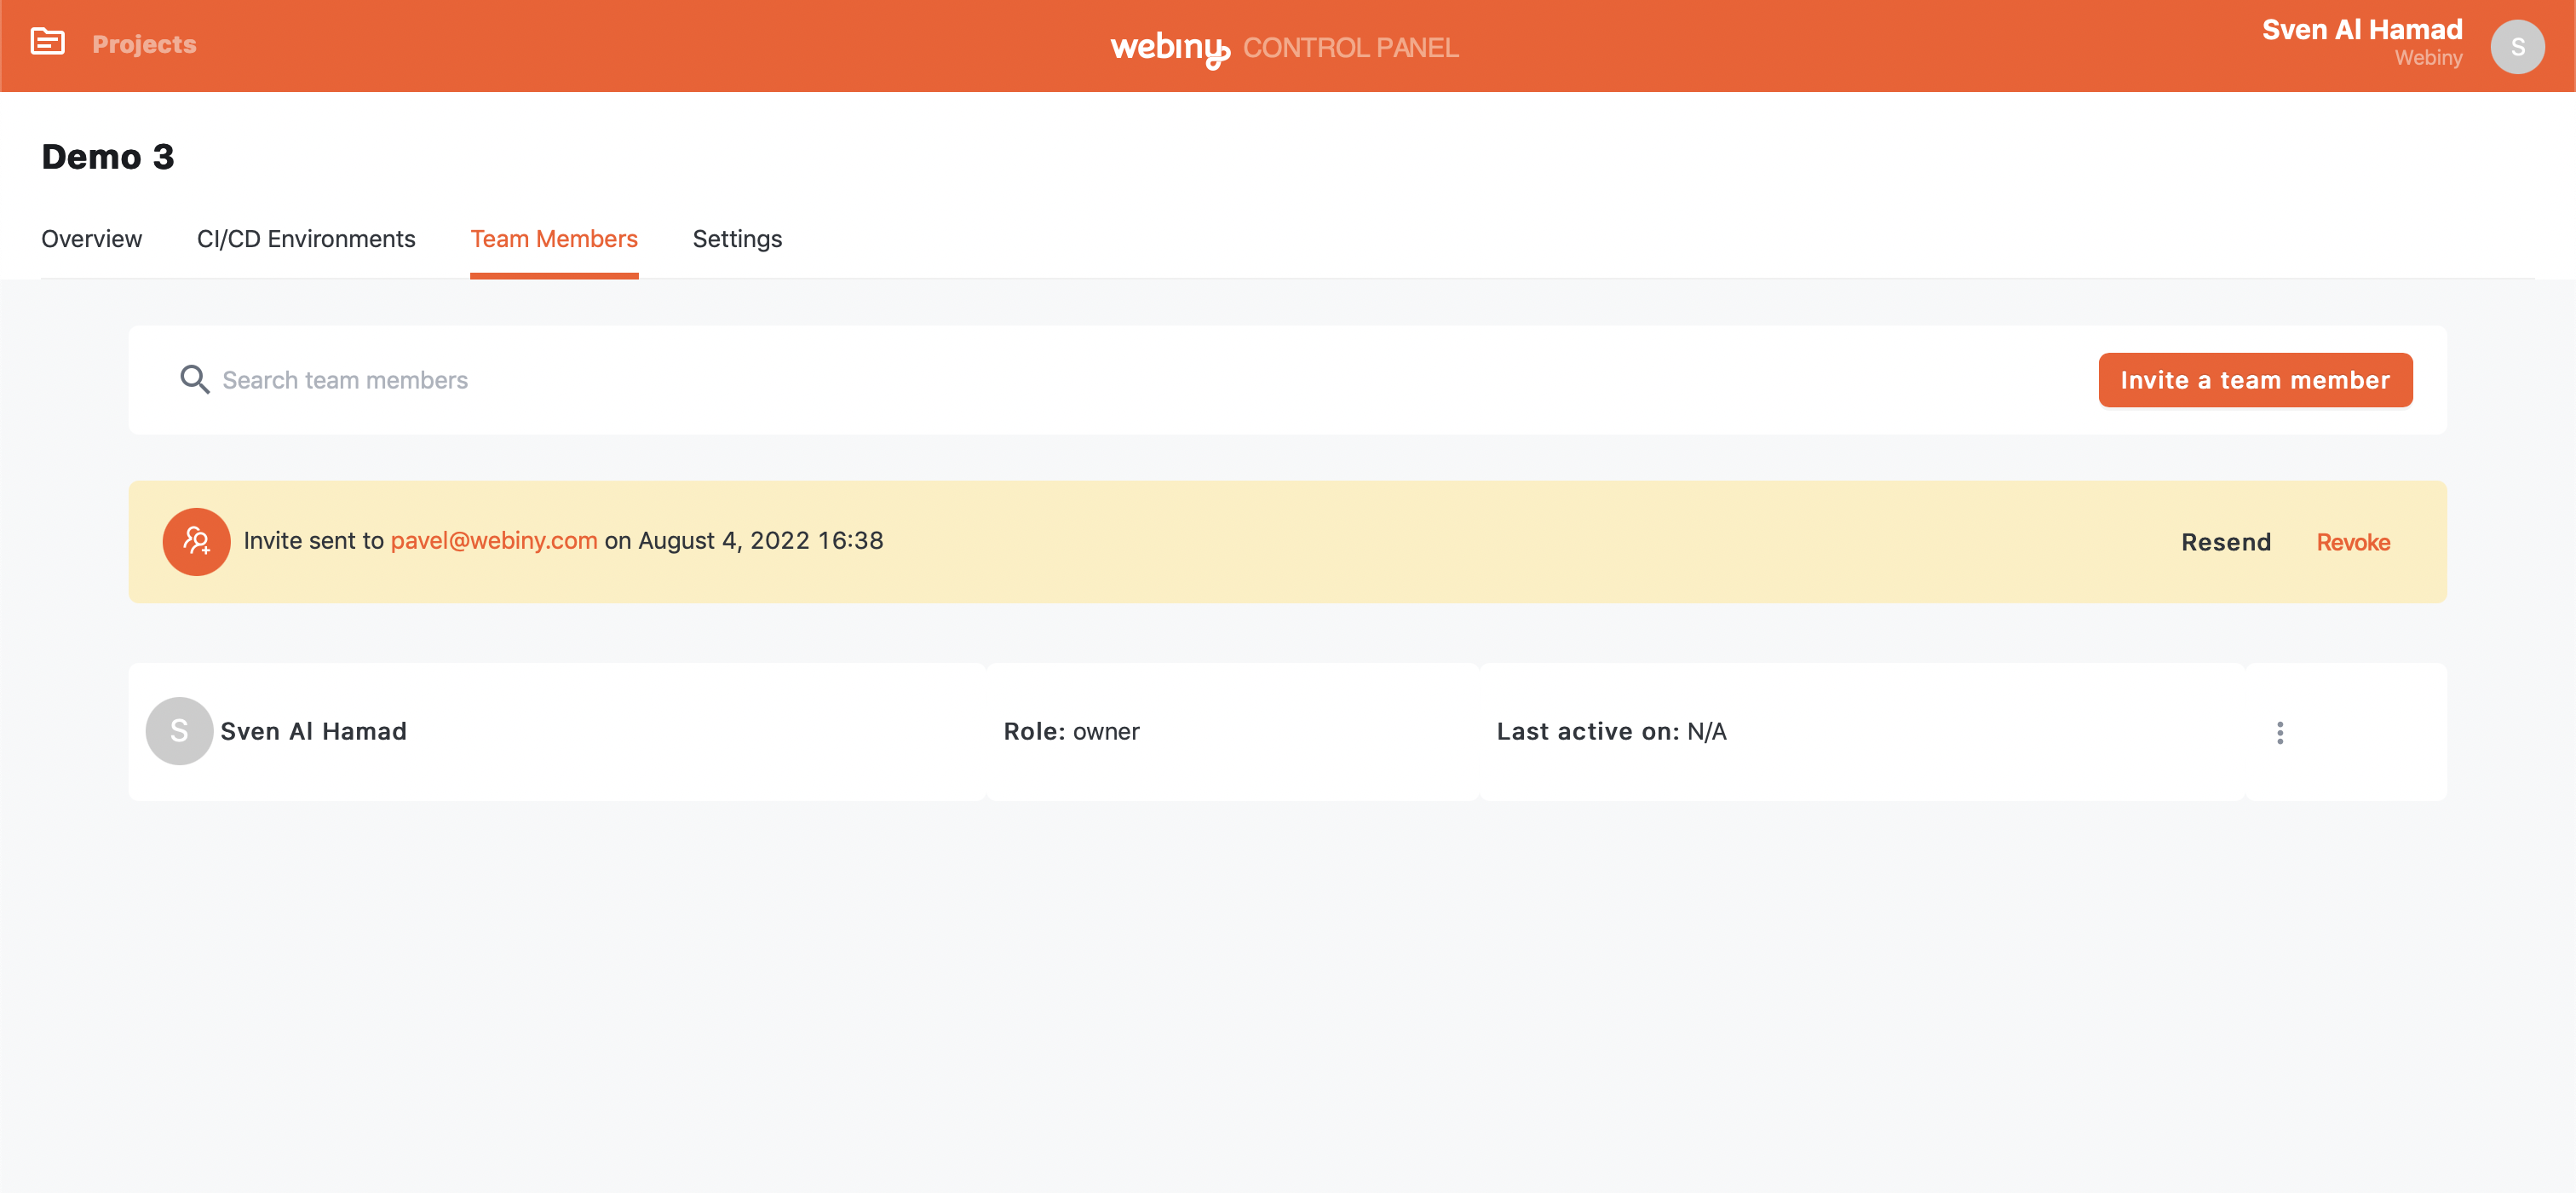 Projects
webiny CONTROL PANEL
Sven Al Hamad
Webiny
S
Demo 3
Overview CI/CD Environments Team Members Settings
Search team members
Invite a team member
Invite sent to pavel@webiny.com on August 4, 2022 16:38
Resend Revoke
S Sven Al Hamad Role: owner Last active on: N/A